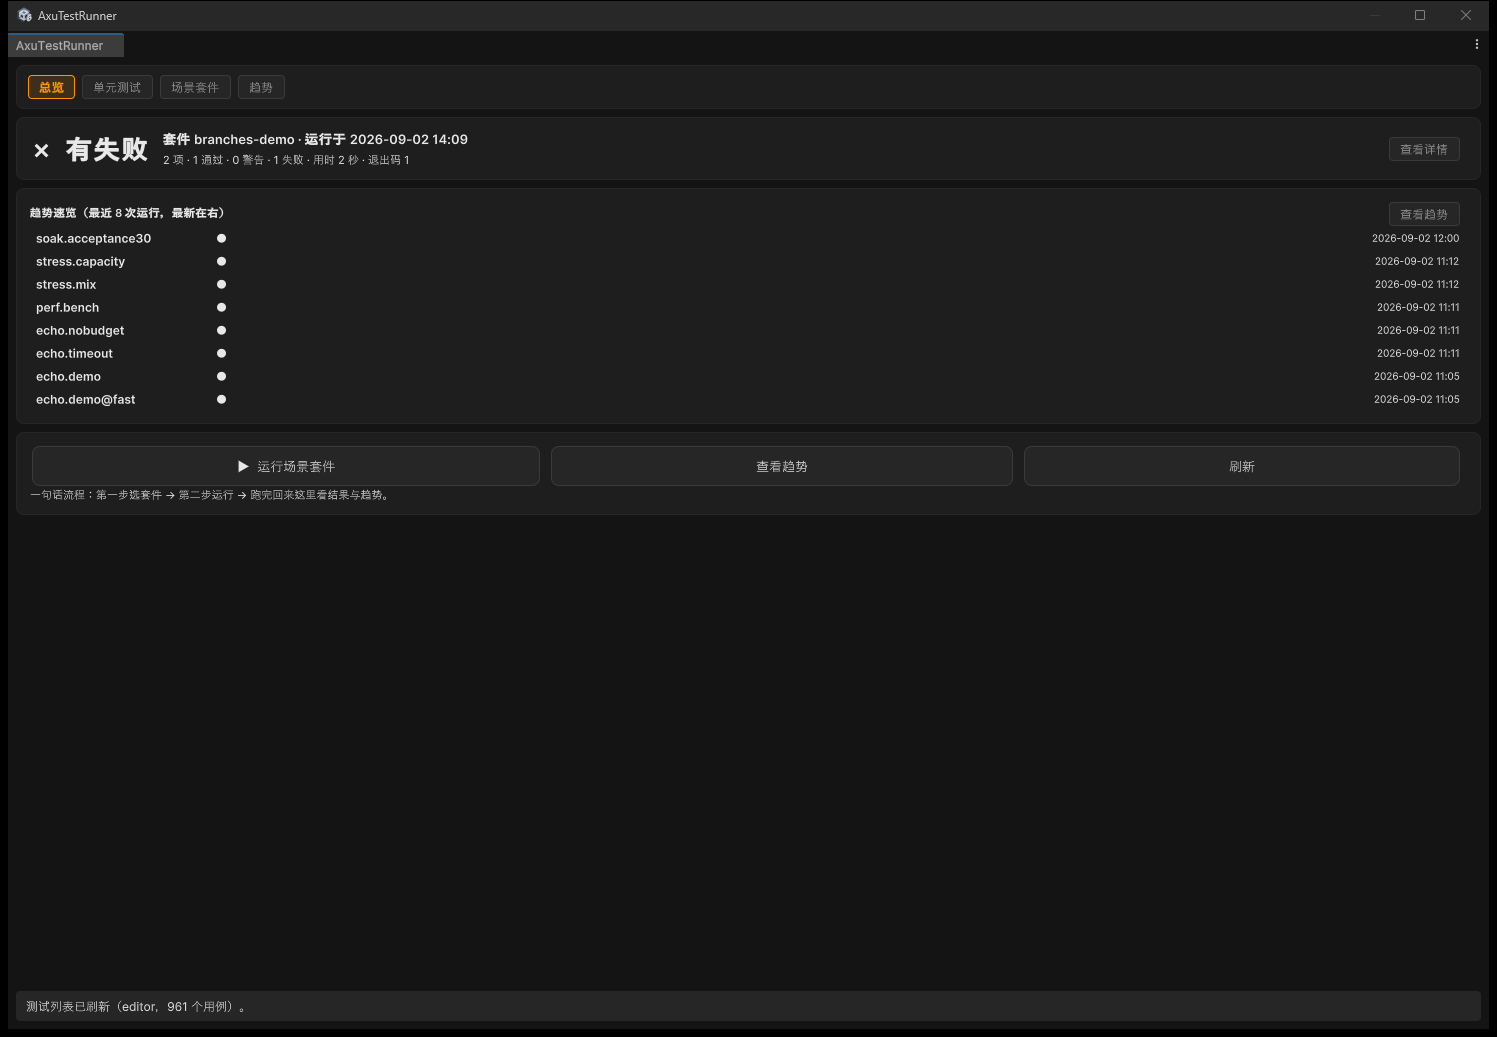 AxuTestRunner
AxuTestRunner
总览 单元测试 场景套件 趋势
× 有失败
套件 branches-demo · 运行于 2026-09-02 14:09
2 项 · 1 通过 · 0 警告 · 1 失败 · 用时 2 秒 · 退出码 1
查看详情
趋势速览（最近 8 次运行，最新在右）
查看趋势
soak.acceptance30 2026-09-02 12:00
stress.capacity 2026-09-02 11:12
stress.mix 2026-09-02 11:12
perf.bench 2026-09-02 11:11
echo.nobudget 2026-09-02 11:11
echo.timeout 2026-09-02 11:11
echo.demo 2026-09-02 11:05
echo.demo@fast 2026-09-02 11:05
▶ 运行场景套件 查看趋势 刷新
一句话流程：第一步选套件 → 第二步运行 → 跑完回来这里看结果与趋势。
测试列表已刷新（editor，961 个用例）。